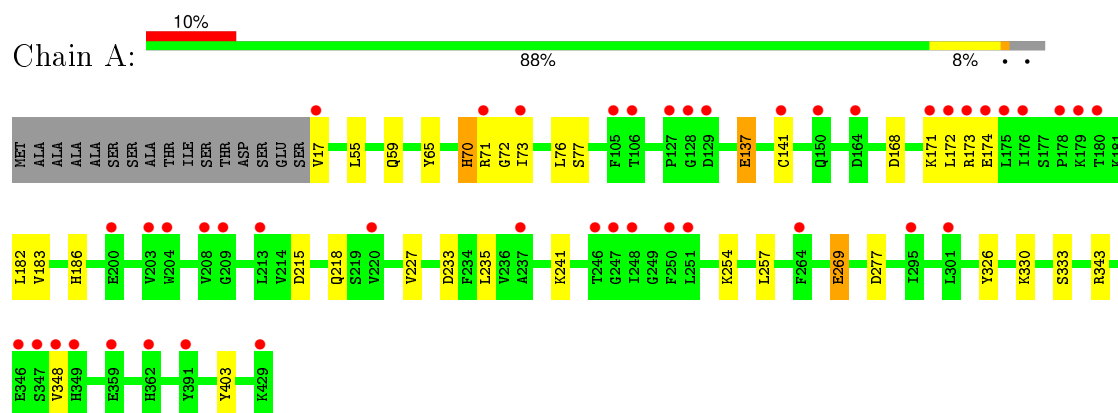 10%
Chain A:
88% 8% • •
MET ALA ALA ALA ALA SER SER ALA THR ILE SER THR ASP SER GLU SER V17 L55 Q59 Y65 H70 R71 G72 I73 L76 S77 F105 T106 P127 G128 D129 E137 G141 Q150 D164 D168 K171 L172 R173 E174 L175 I176 S177 P178 K179 T180 K181
L182 V183 H186 E200 V203 W204 V208 G209 L213 V214 D215 Q218 S219 V220 V227 D233 F234 L235 V236 A237 K241 T246 G247 I248 G249 F250 L251 K254 L257 F264 E269 D277 I295 L301 Y326 K330 S333 R343
E346 S347 V348 H349 E359 H362 Y391 Y403 K429